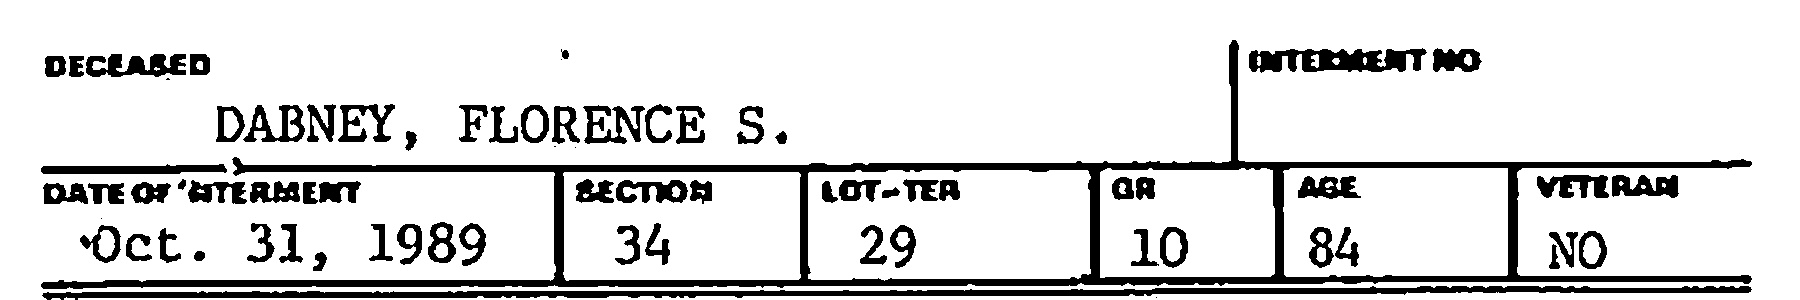 DECEASED INTERMENT NO
DABNEY, FLORENCE S.
DATE OF INTERMENT SECTION LOT-TER GR AGE VETERAN
Oct. 31, 1989 34 29 10 84 NO